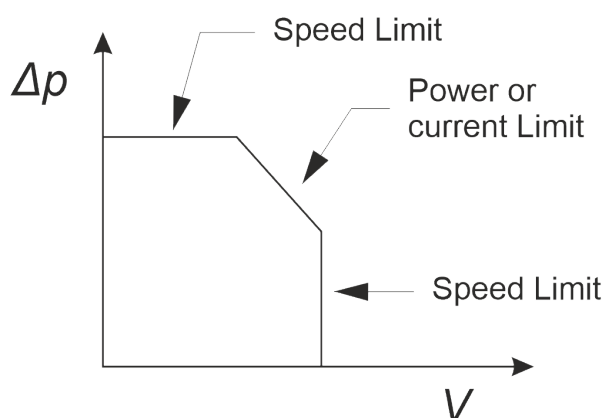 Speed Limit
Δp
Power or
current Limit
Speed Limit
V